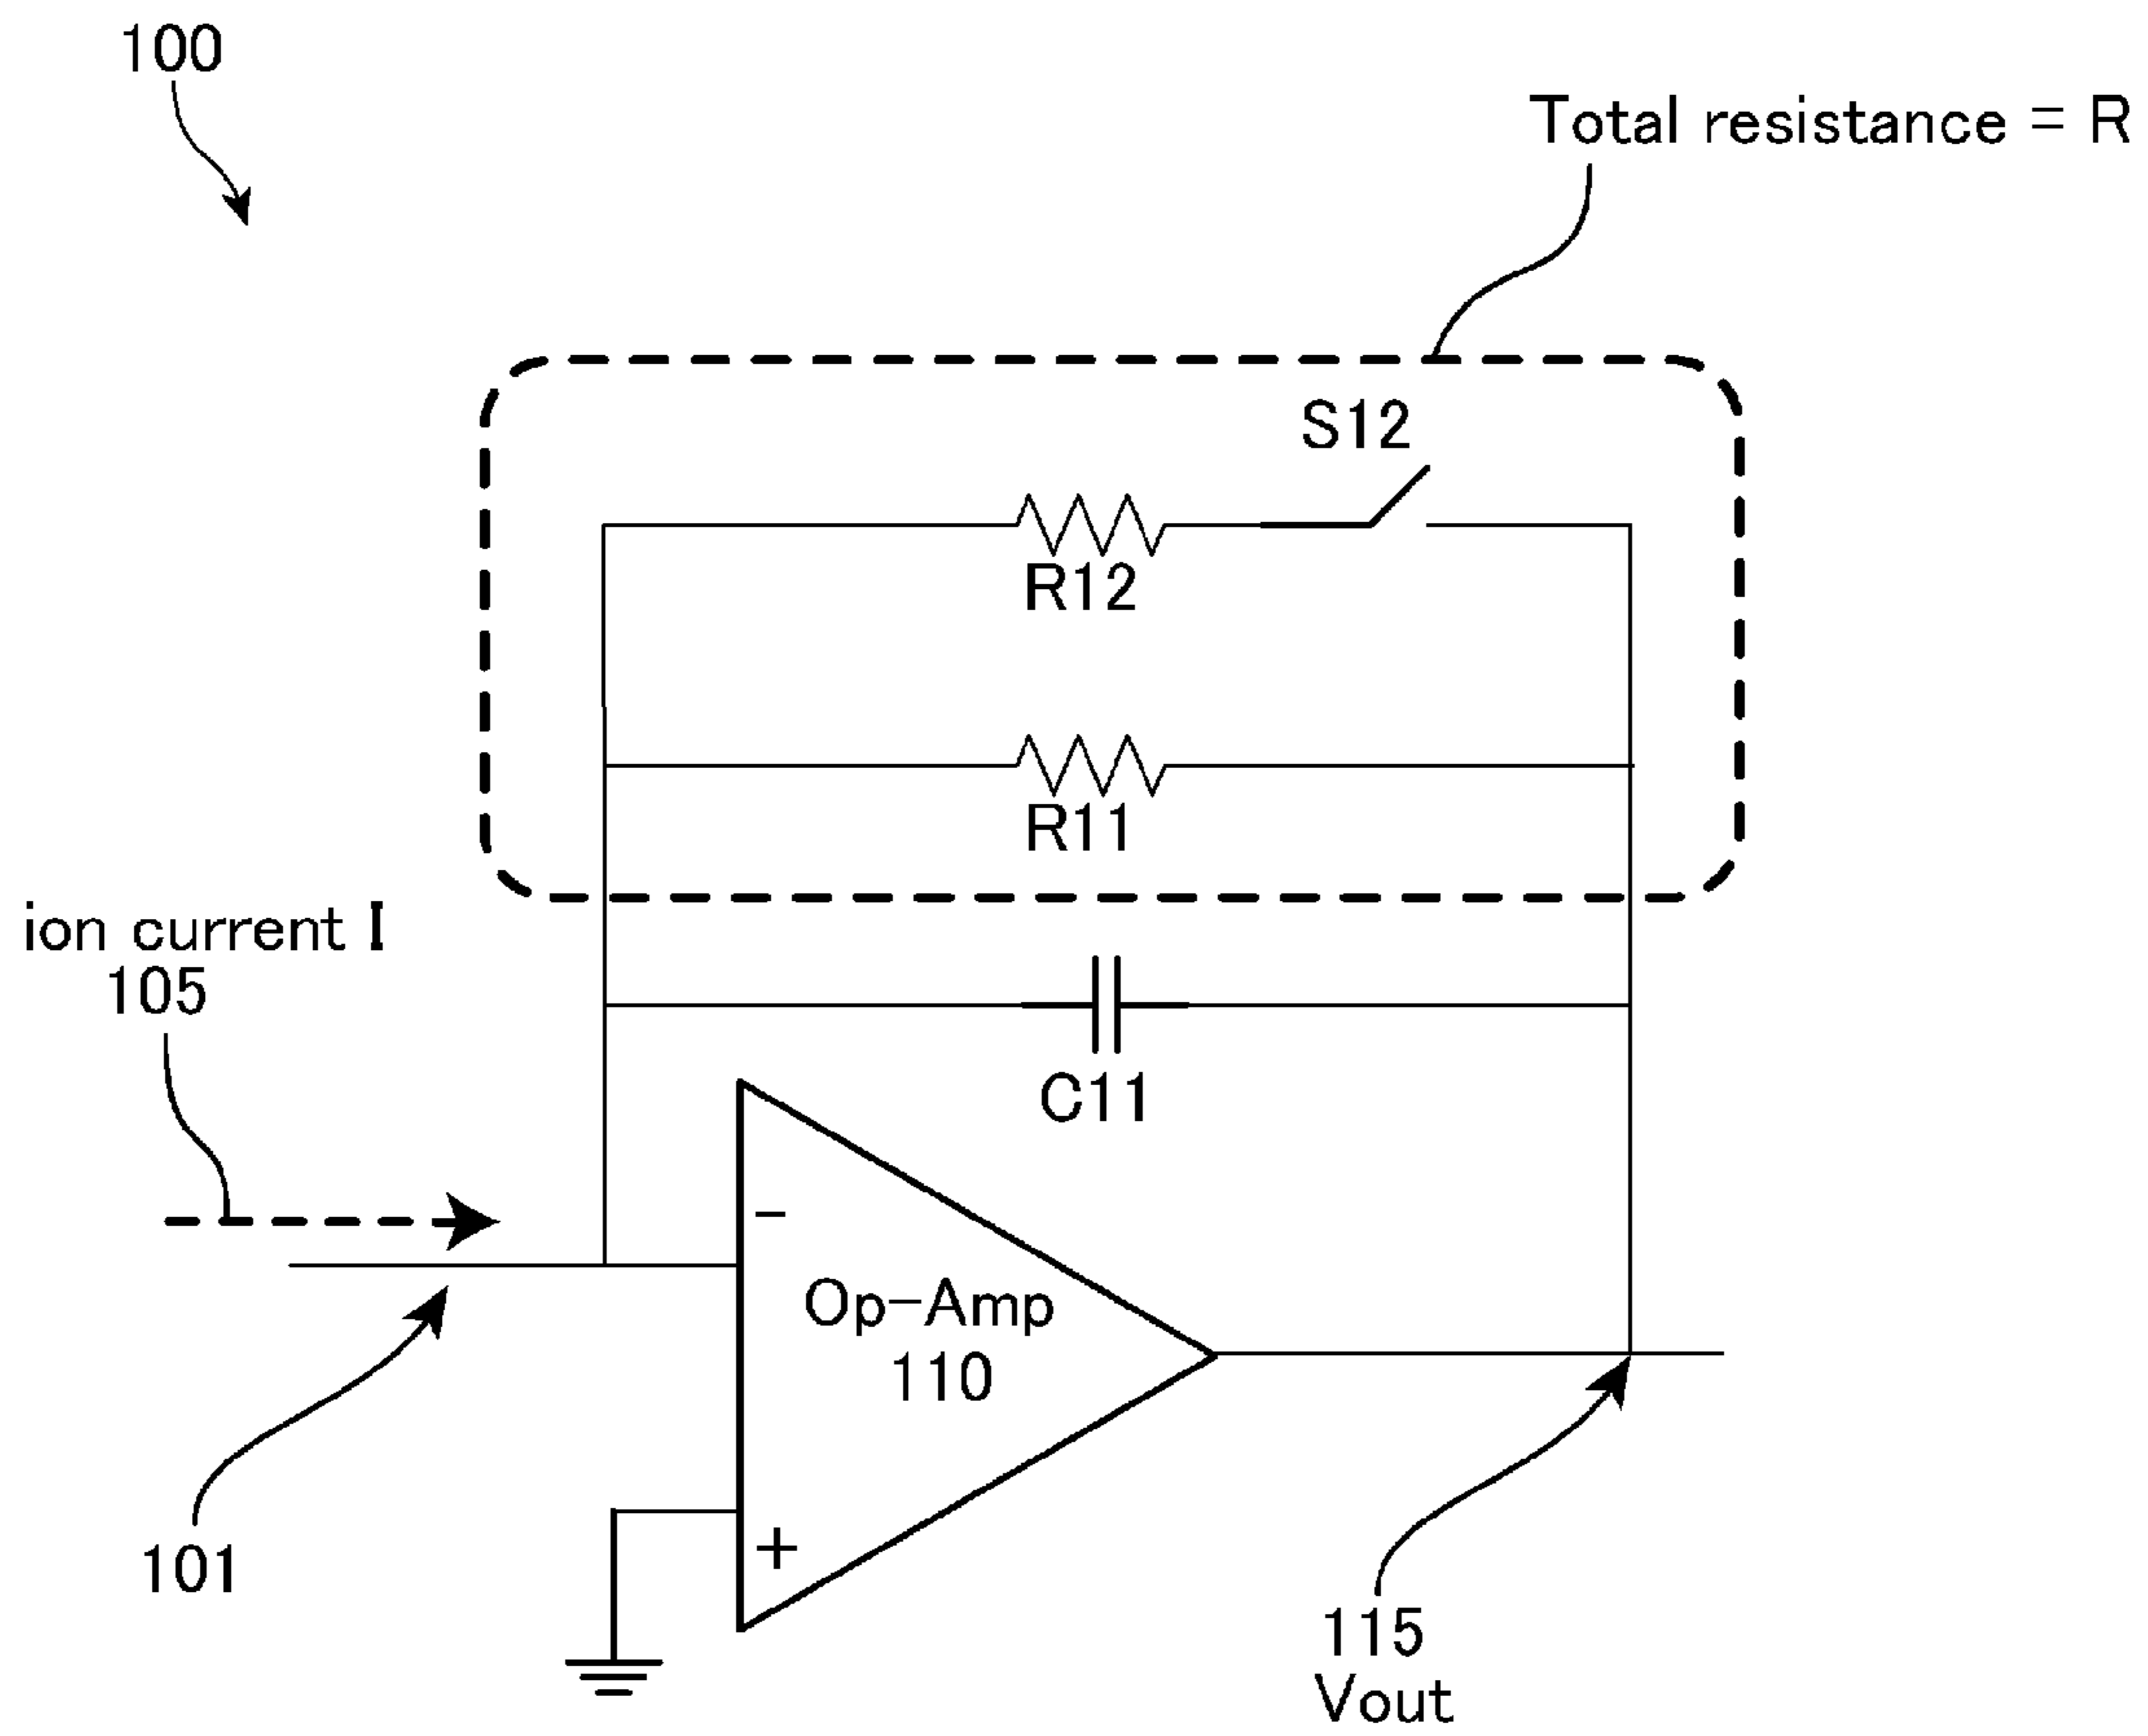 100
Total resistance = R
S12
R12
R11
ion current I
105
C11
−
Op-Amp
110
+
101
115
Vout